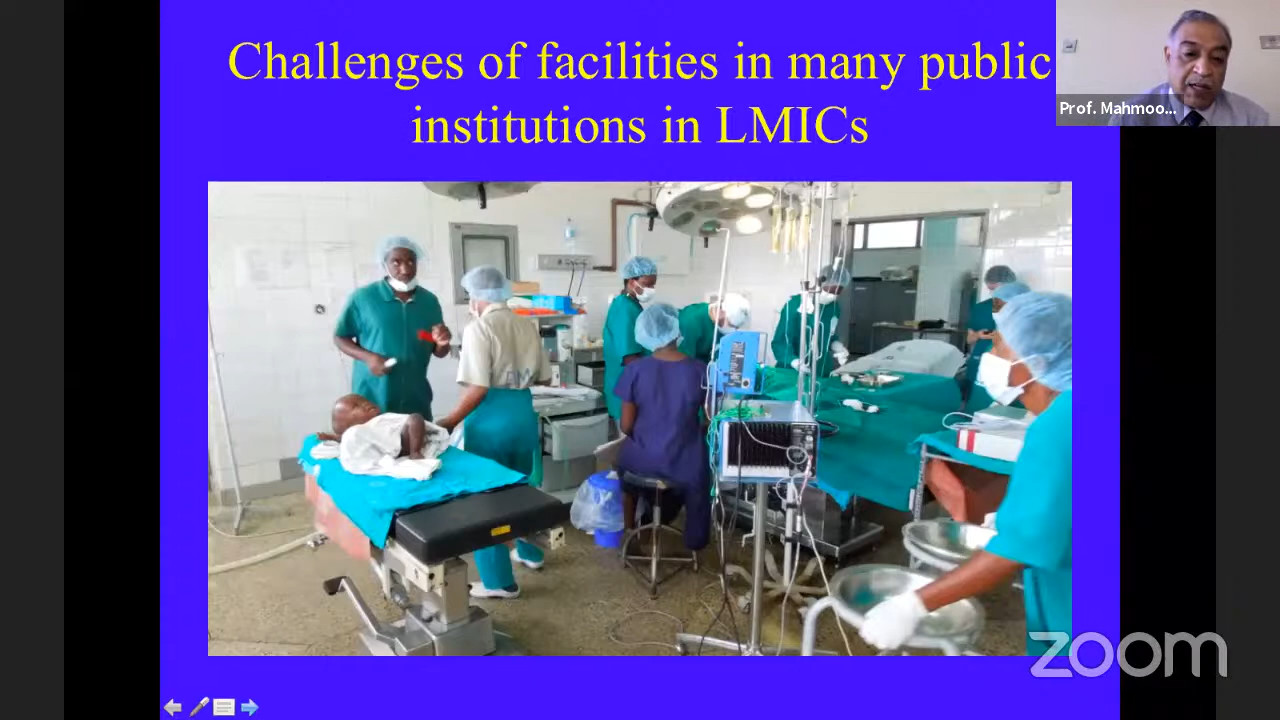 Challenges of facilities in many public
institutions in LMICs
Prof. Mahmoo...
zoom